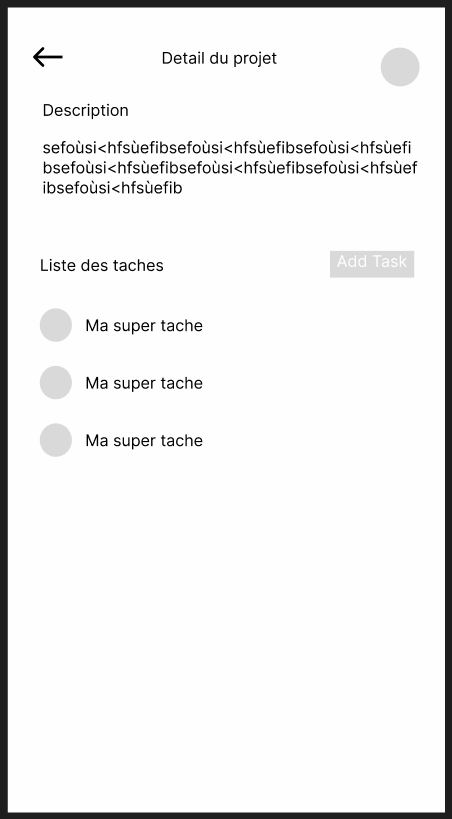 Detail du projet
Description
sefoùsi<hfsùefibsefoùsi<hfsùefibsefoùsi<hfsùefi
bsefoùsi<hfsùefibsefoùsi<hfsùefibsefoùsi<hfsùef
ibsefoùsi<hfsùefib
Liste des taches
Add Task
Ma super tache
Ma super tache
Ma super tache